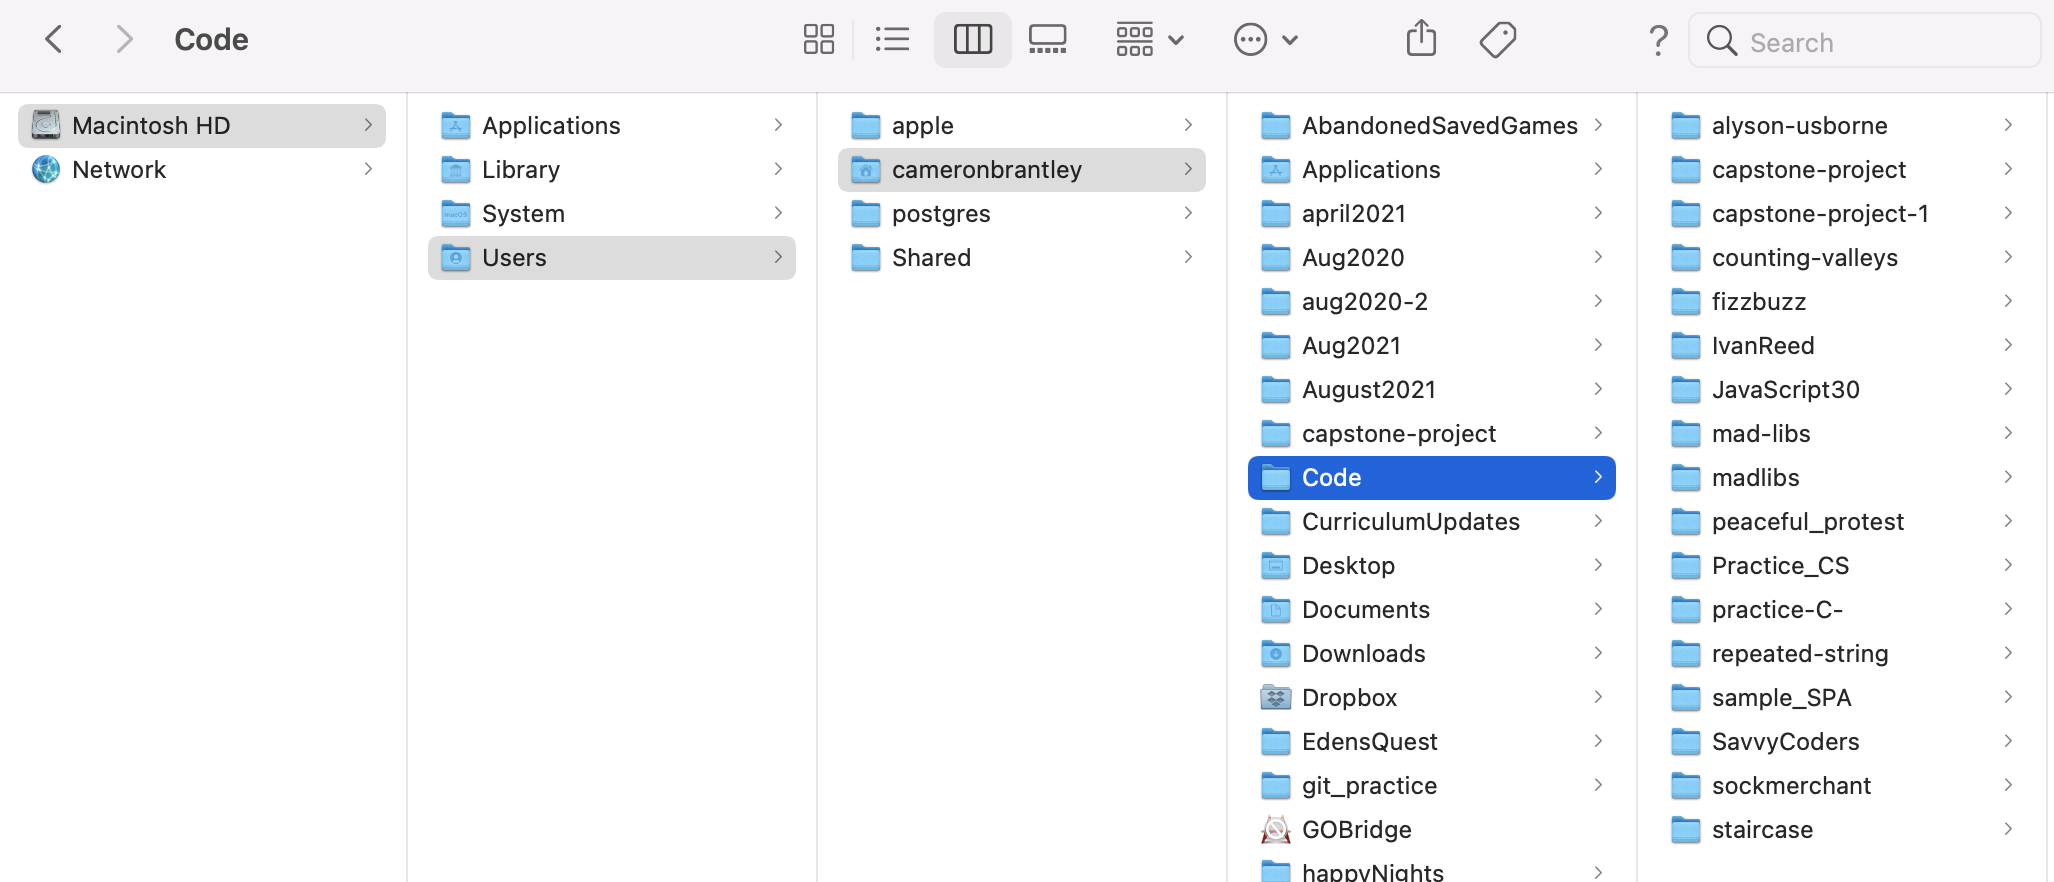 Code
Search
Macintosh HD
Network
Applications
Library
System
Users
apple
cameronbrantley
postgres
Shared
AbandonedSavedGames
Applications
april2021
Aug2020
aug2020-2
Aug2021
August2021
capstone-project
Code
CurriculumUpdates
Desktop
Documents
Downloads
Dropbox
EdensQuest
git_practice
GOBridge
happyNights
alyson-usborne
capstone-project
capstone-project-1
counting-valleys
fizzbuzz
IvanReed
JavaScript30
mad-libs
madlibs
peaceful_protest
Practice_CS
practice-C-
repeated-string
sample_SPA
SavvyCoders
sockmerchant
staircase